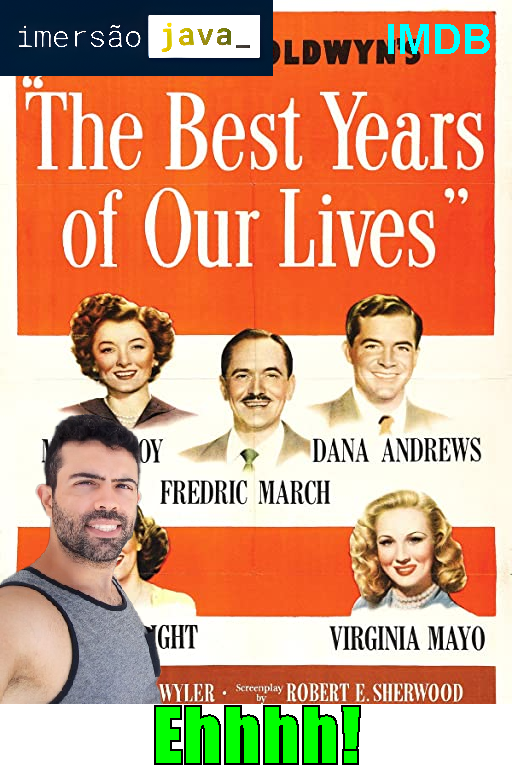 imersão java_
OLDWYN'S
IMDB
"The Best Years
of Our Lives"
M OY
DANA ANDREWS
FREDRIC MARCH
IGHT
VIRGINIA MAYO
WYLER · Screenplay by ROBERT E. SHERWOOD
Ehhhh!